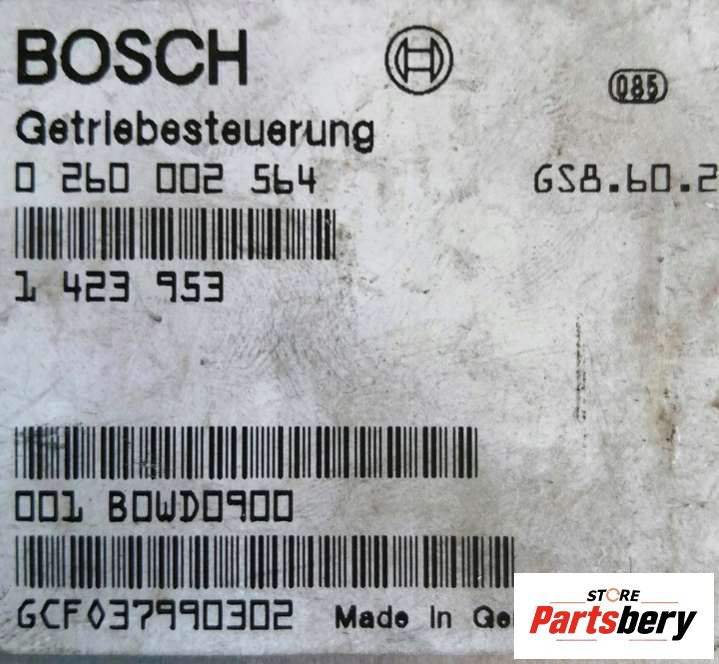 BOSCH
085
Getriebesteuerung
0 260 002 564 GS8.60.2
1 423 953
001 B0WD0900
GCF037990302 Made In Ge
STORE
Partsbery